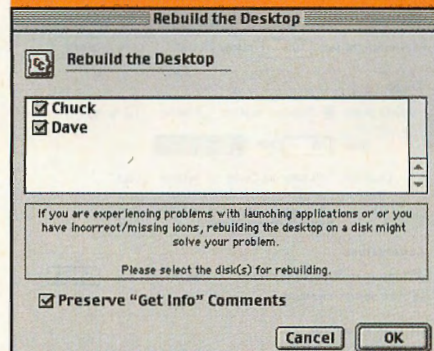 Rebuild the Desktop
Rebuild the Desktop
Chuck
Dave
If you are experiencing problems with launching applications or or you
have incorrect/missing icons, rebuilding the desktop on a disk might
solve your problem.
Please select the disk(s) for rebuilding.
Preserve “Get Info” Comments
Cancel
OK